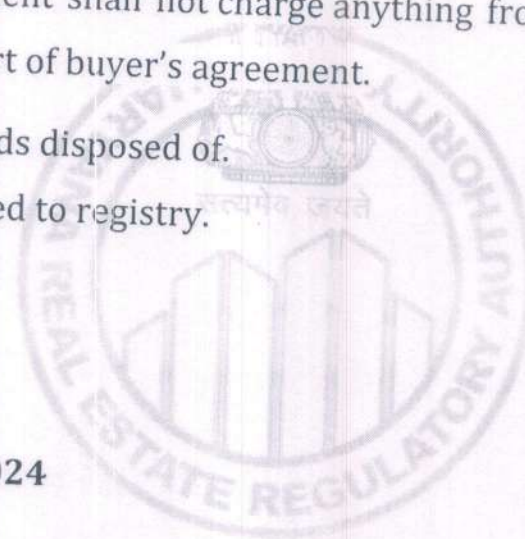 ent shall not charge anything fro
rt of buyer's agreement.
ds disposed of.
ed to registry.
सत्यमेव जयते
REAL ESTATE REGULATORY AUTHORITY
024